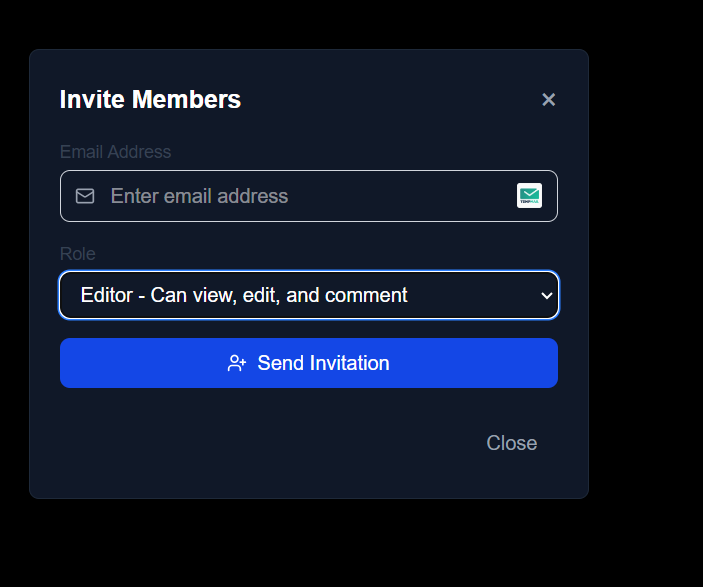 Invite Members
×
Email Address
Enter email address
Role
Editor - Can view, edit, and comment
Send Invitation
Close